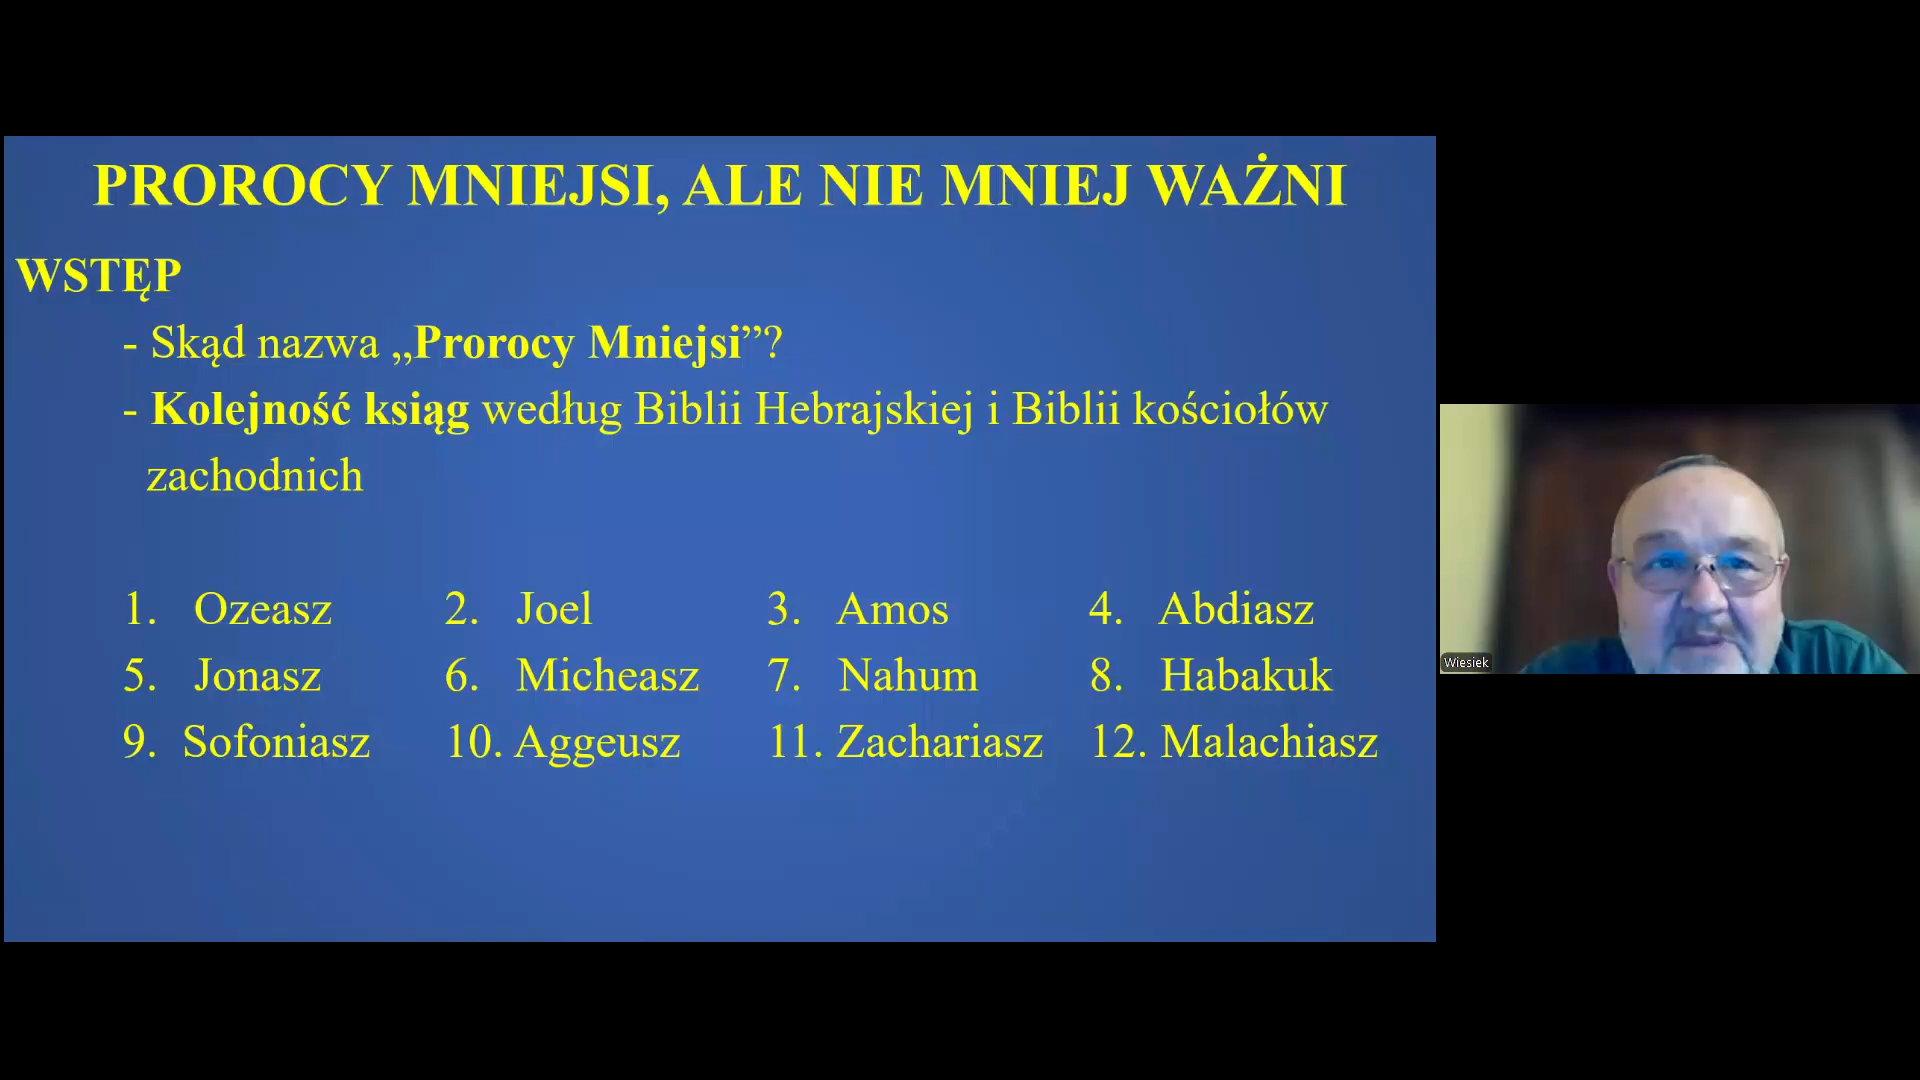 PROROCY MNIEJSI, ALE NIE MNIEJ WAŻNI
WSTĘP
- Skąd nazwa „Prorocy Mniejsi”?
- Kolejność ksiąg według Biblii Hebrajskiej i Biblii kościołów
zachodnich
1. Ozeasz 2. Joel 3. Amos 4. Abdiasz
5. Jonasz 6. Micheasz 7. Nahum 8. Habakuk
9. Sofoniasz 10. Aggeusz 11. Zachariasz 12. Malachiasz
Wiesiek